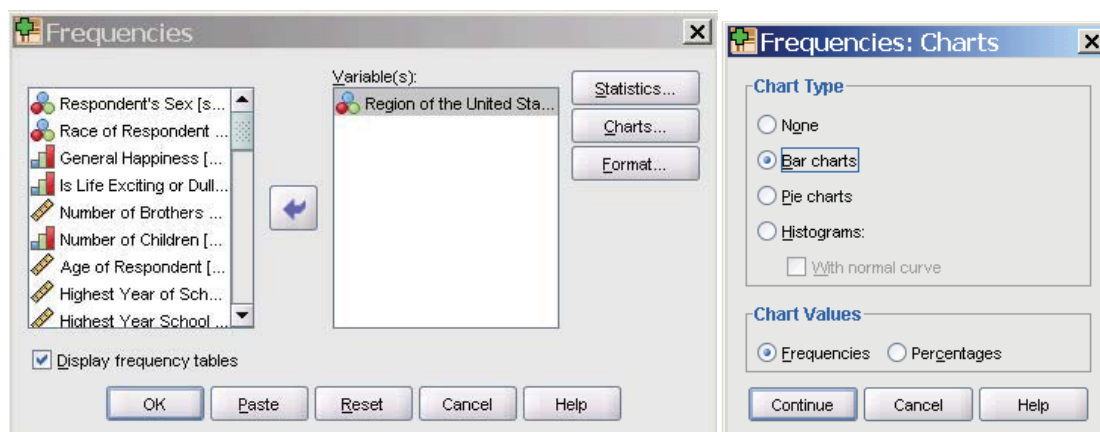 Frequencies
Variable(s):
Respondent's Sex [s...
Race of Respondent ...
General Happiness [...
Is Life Exciting or Dull...
Number of Brothers ...
Number of Children [...
Age of Respondent [...
Highest Year of Sch...
Highest Year School ...
Region of the United Sta...
Statistics...
Charts...
Format...
Display frequency tables
OK Paste Reset Cancel Help
Frequencies: Charts
Chart Type
None
Bar charts
Pie charts
Histograms:
With normal curve
Chart Values
Frequencies Percentages
Continue Cancel Help